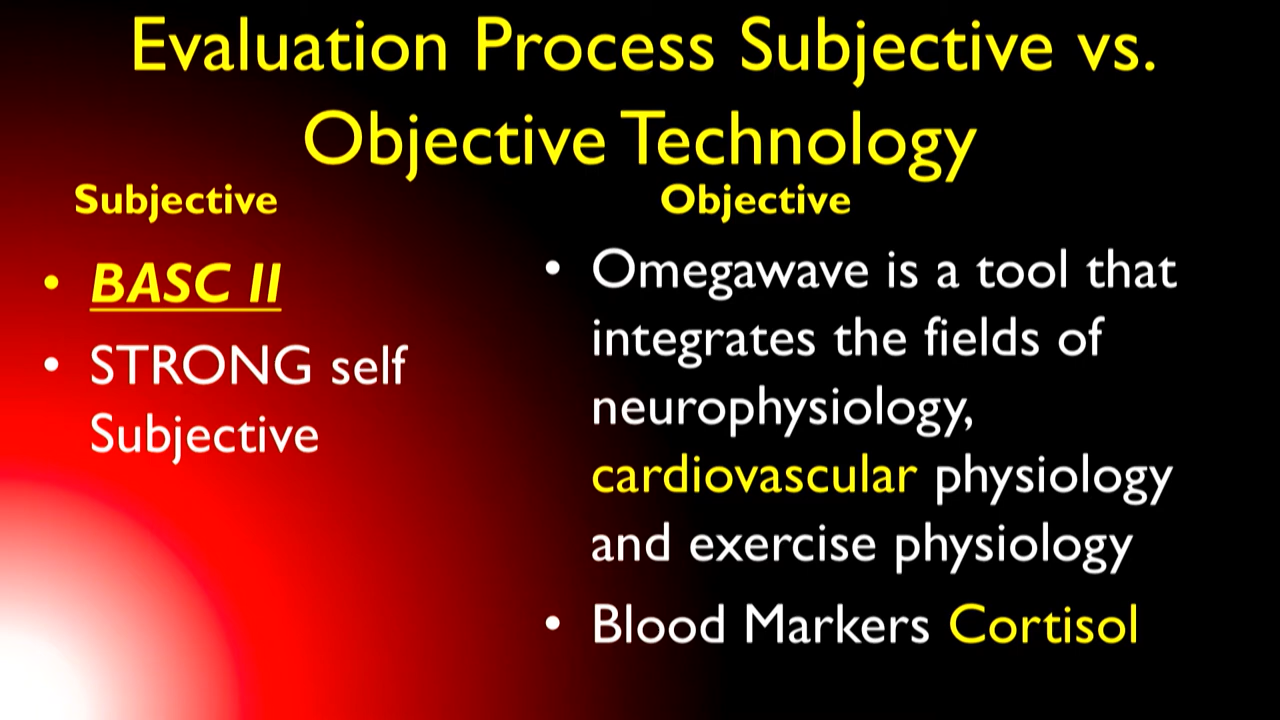 Evaluation Process Subjective vs.
Objective Technology
Subjective
• BASC II
• STRONG self
Subjective
Objective
• Omegawave is a tool that
integrates the fields of
neurophysiology,
cardiovascular physiology
and exercise physiology
• Blood Markers Cortisol